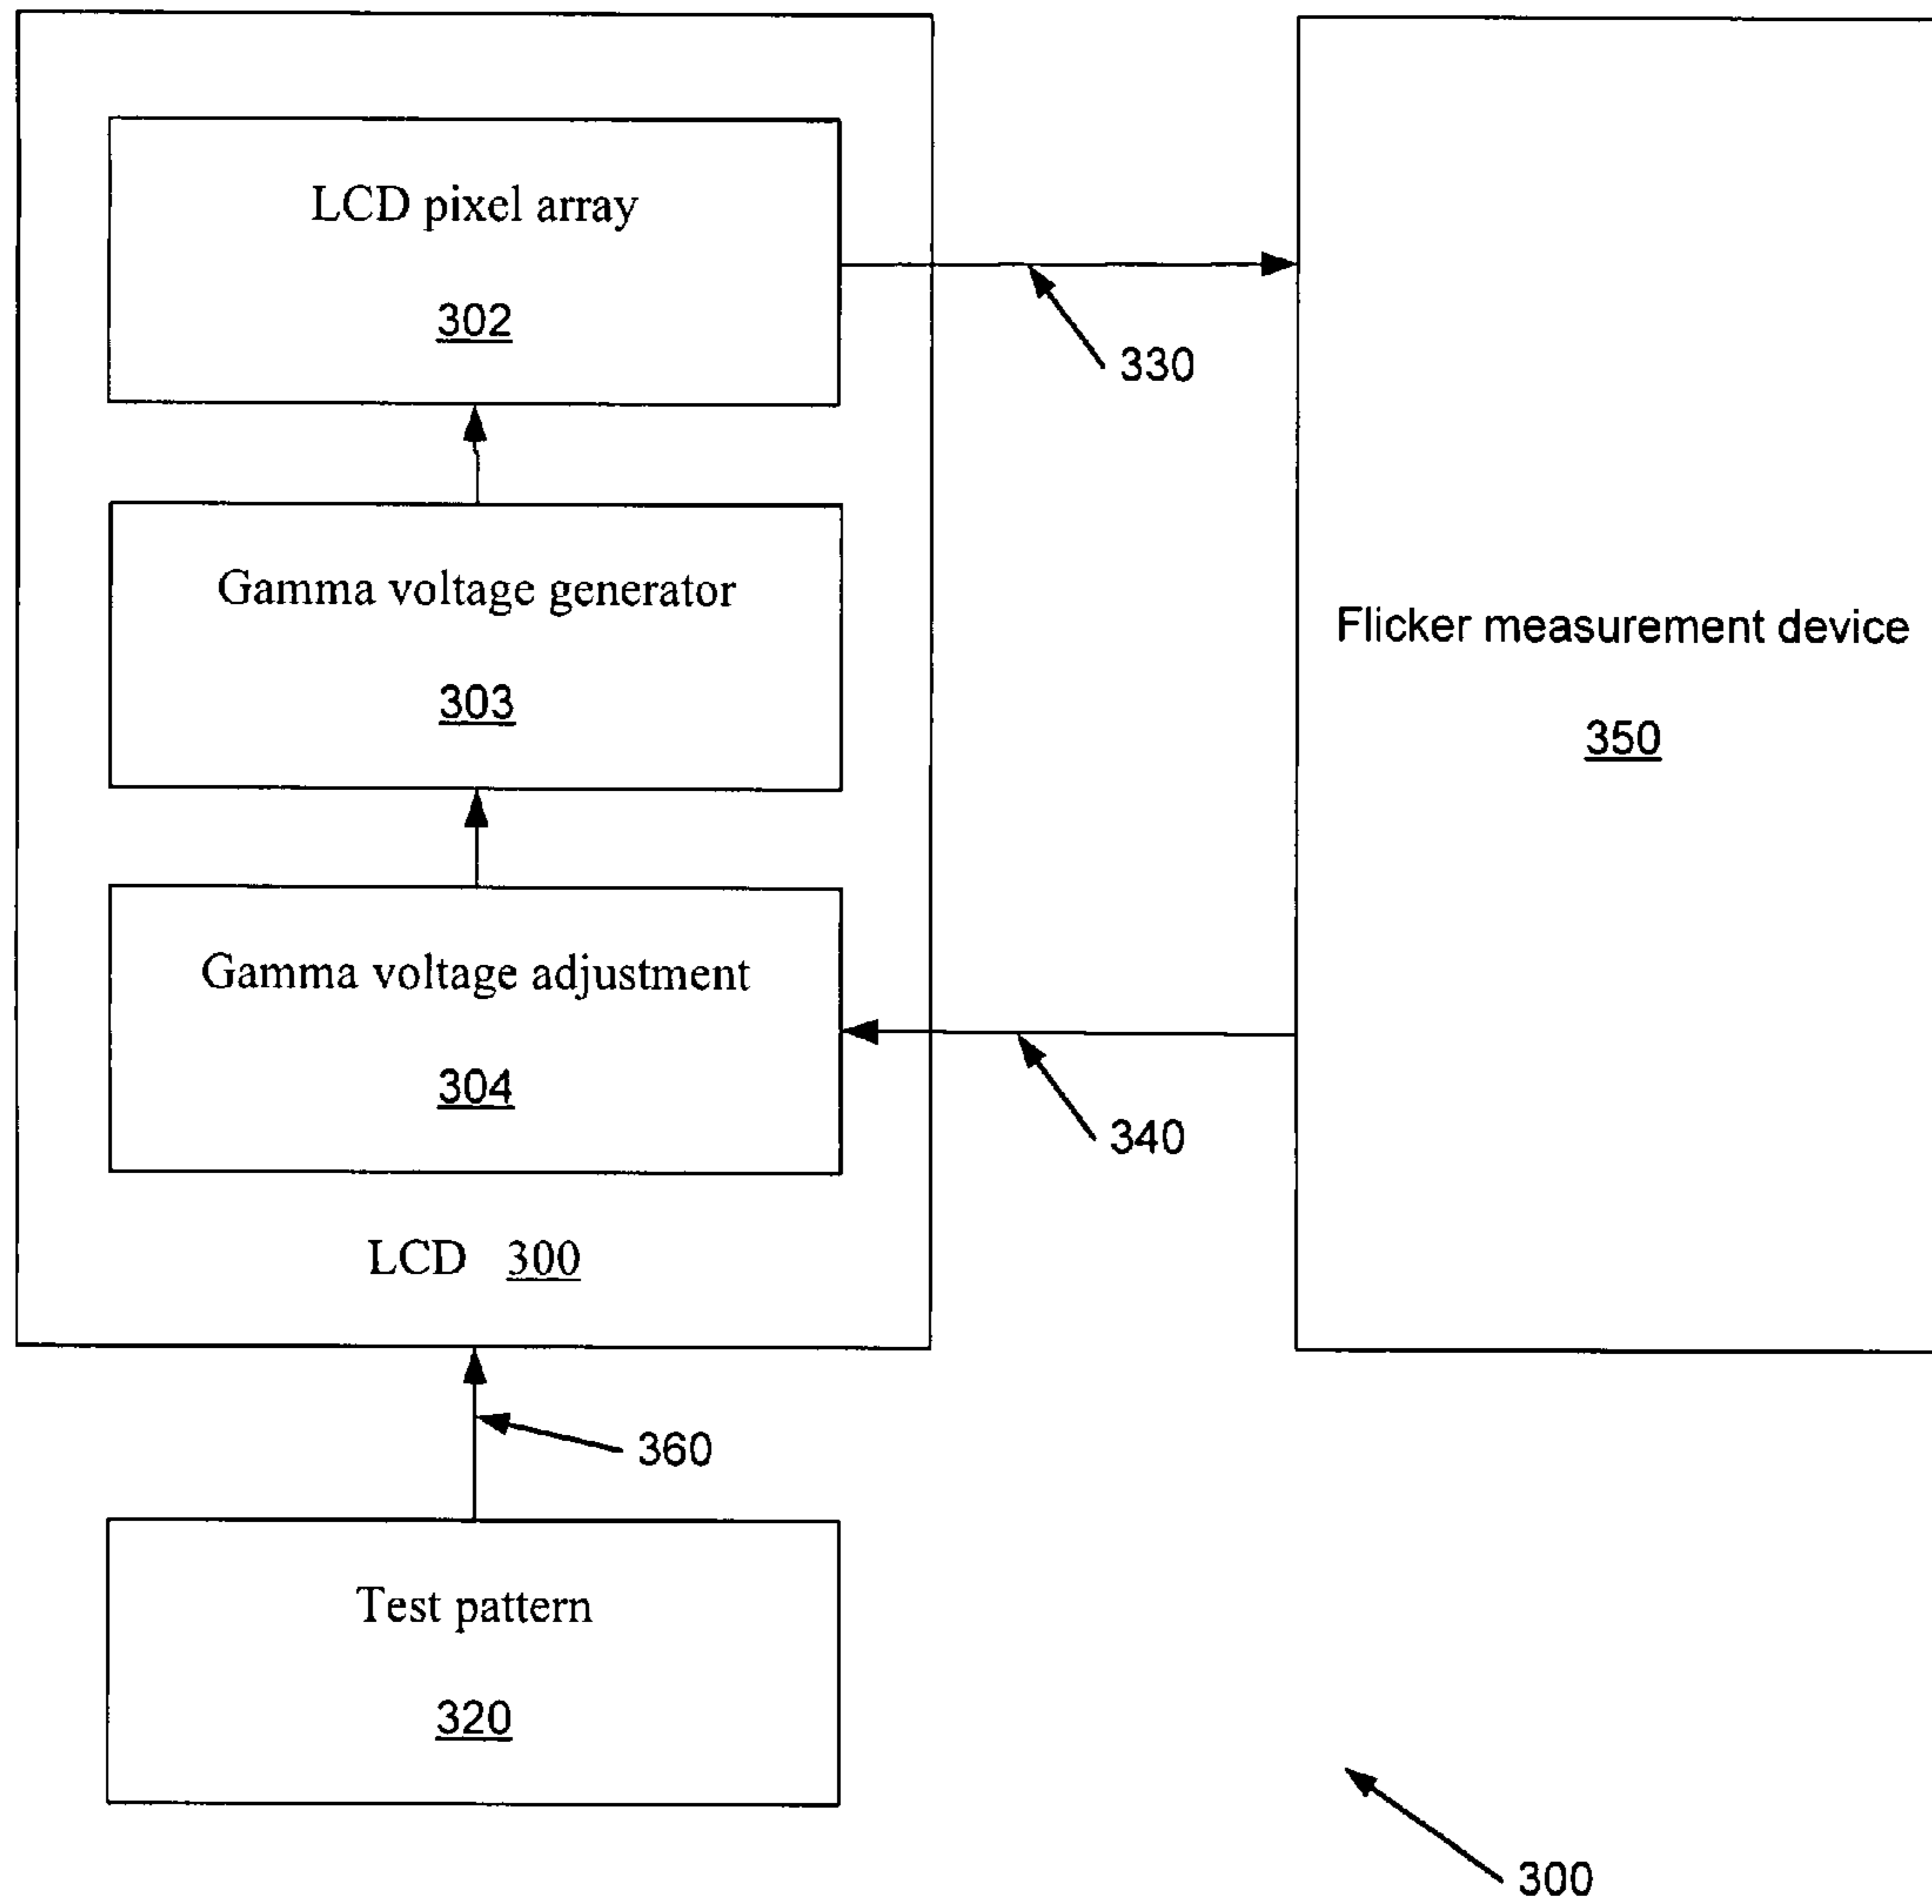 LCD pixel array
302
330
Gamma voltage generator
303
Flicker measurement device
350
Gamma voltage adjustment
304
340
LCD 300
360
Test pattern
320
300